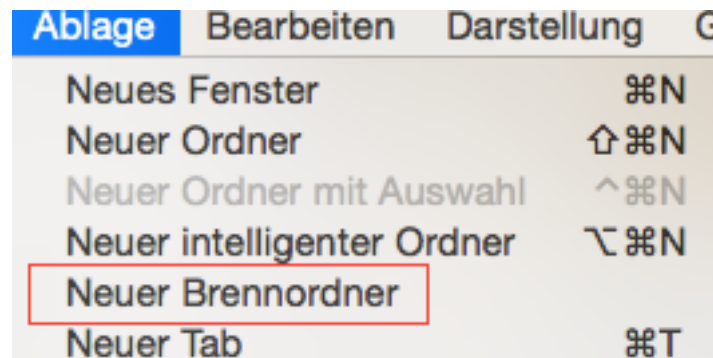 Ablage Bearbeiten Darstellung G
Neues Fenster ⌘N
Neuer Ordner ⇧⌘N
Neuer Ordner mit Auswahl ^⌘N
Neuer intelligenter Ordner ⌥⌘N
Neuer Brennordner
Neuer Tab ⌘T